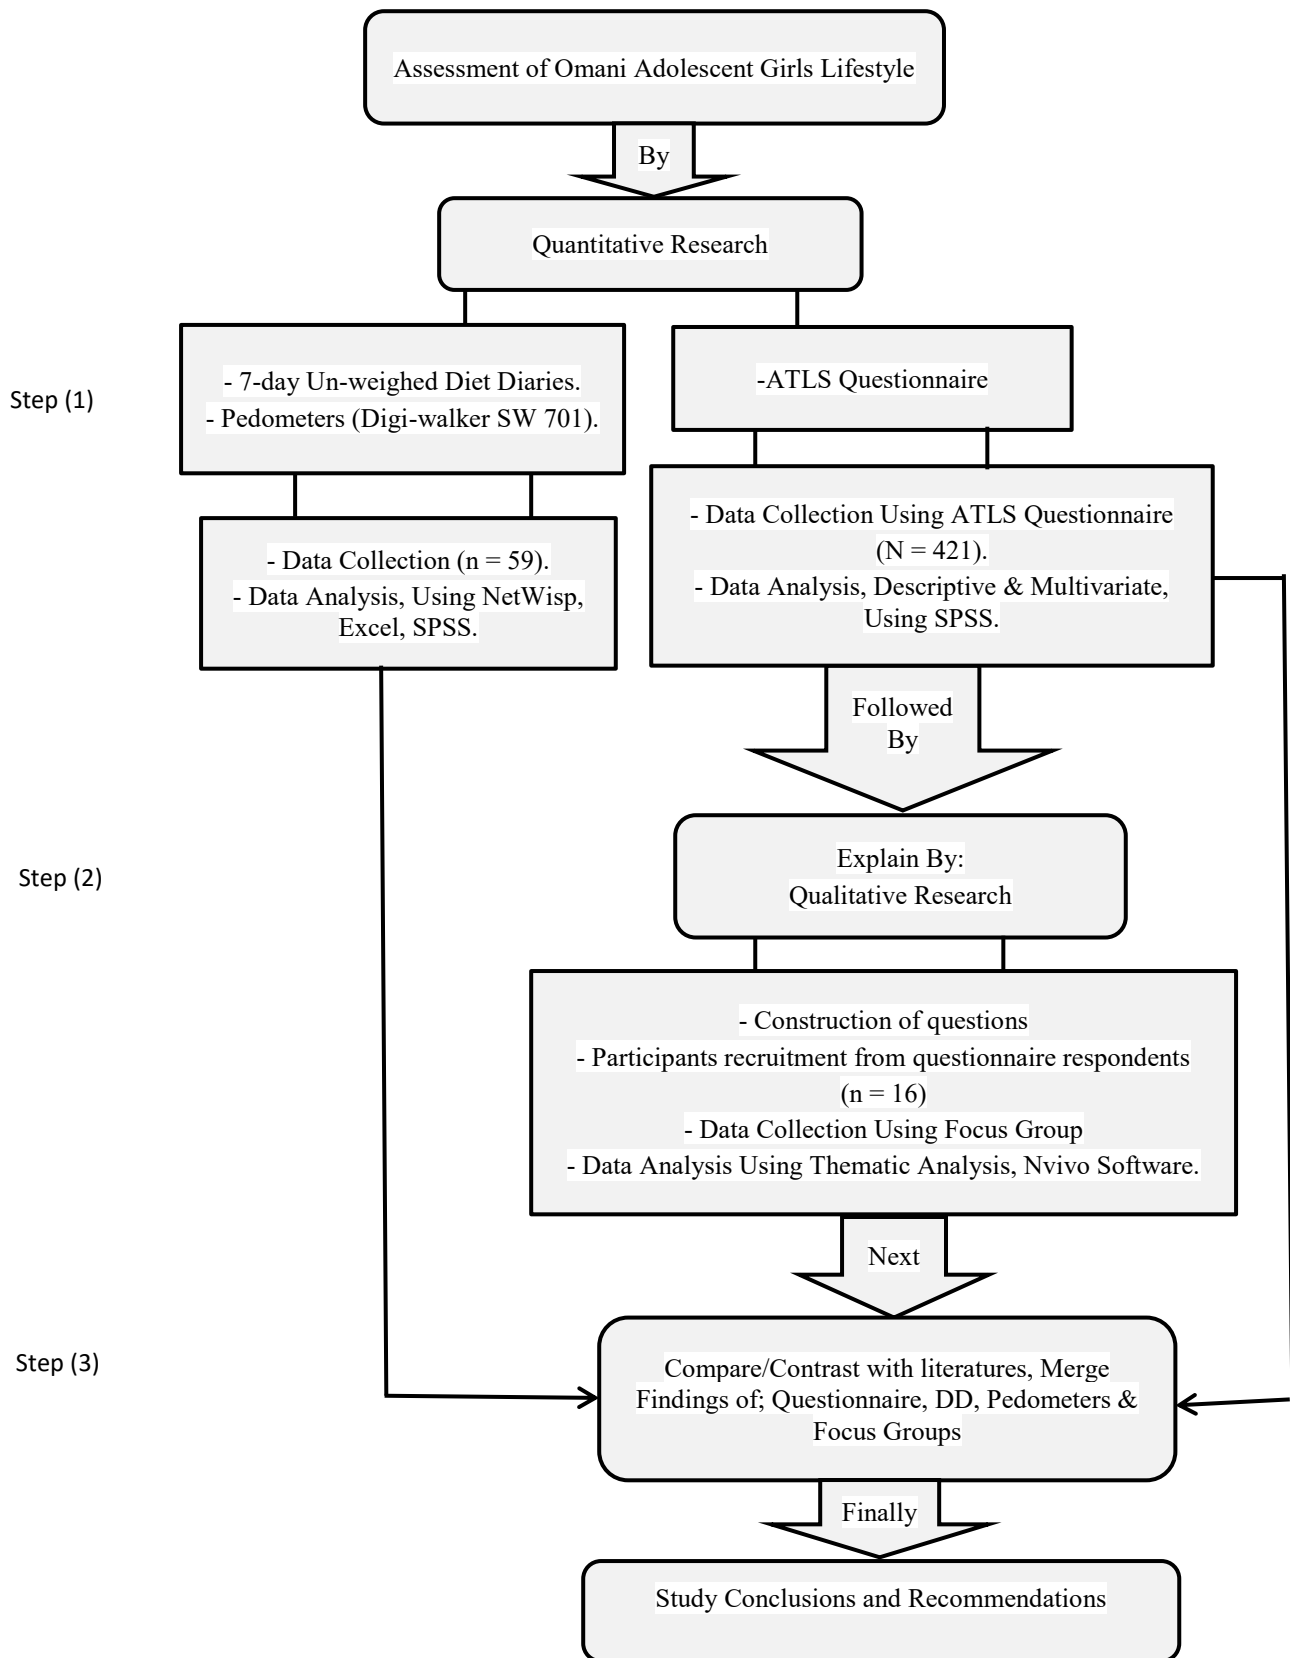 Assessment of Omani Adolescent Girls Lifestyle
By
Quantitative Research
Step (1)
- 7-day Un-weighed Diet Diaries.
- Pedometers (Digi-walker SW 701).
-ATLS Questionnaire
- Data Collection (n = 59).
- Data Analysis, Using NetWisp,
Excel, SPSS.
- Data Collection Using ATLS Questionnaire
(N = 421).
- Data Analysis, Descriptive & Multivariate,
Using SPSS.
Followed
By
Step (2)
Explain By:
Qualitative Research
- Construction of questions
- Participants recruitment from questionnaire respondents
(n = 16)
- Data Collection Using Focus Group
- Data Analysis Using Thematic Analysis, Nvivo Software.
Next
Step (3)
Compare/Contrast with literatures, Merge
Findings of; Questionnaire, DD, Pedometers &
Focus Groups
Finally
Study Conclusions and Recommendations